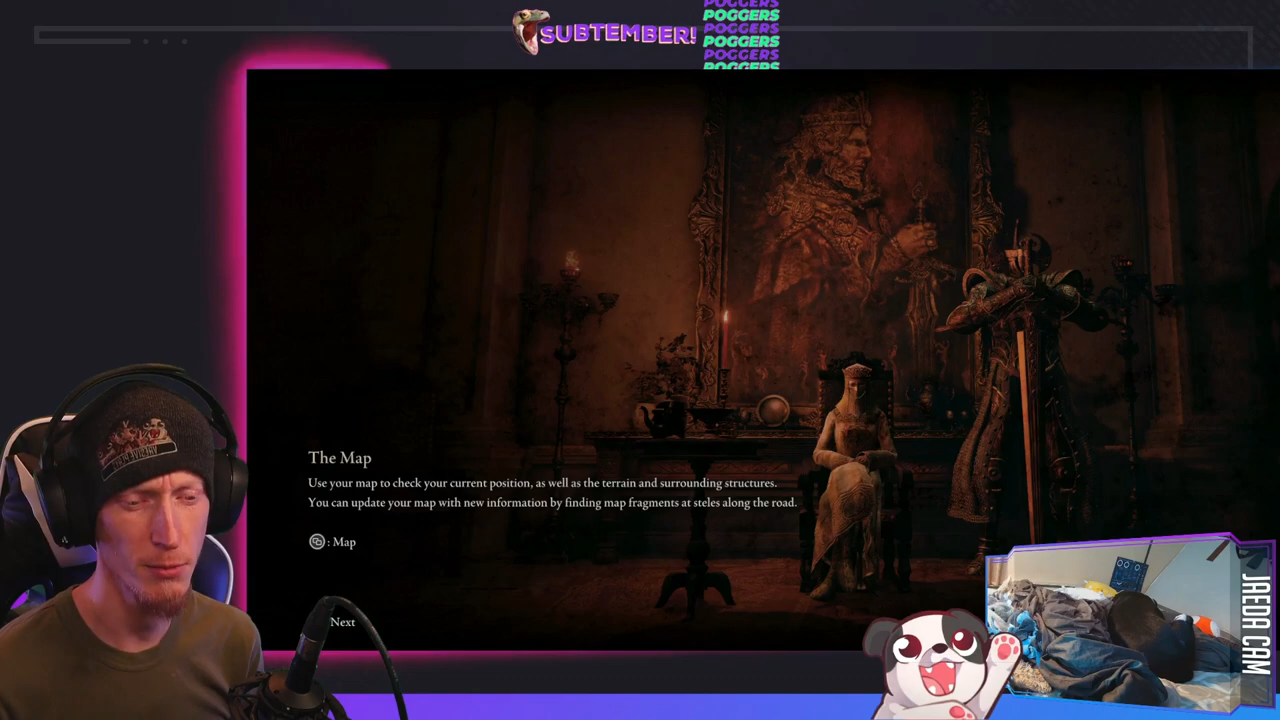 SUBTEMBER!
POGGERS
POGGERS
POGGERS
POGGERS
POGGERS
POGGERS
The Map
Use your map to check your current position, as well as the terrain and surrounding structures.
You can update your map with new information by finding map fragments at steles along the road.
: Map
Next
JAEDA CAM